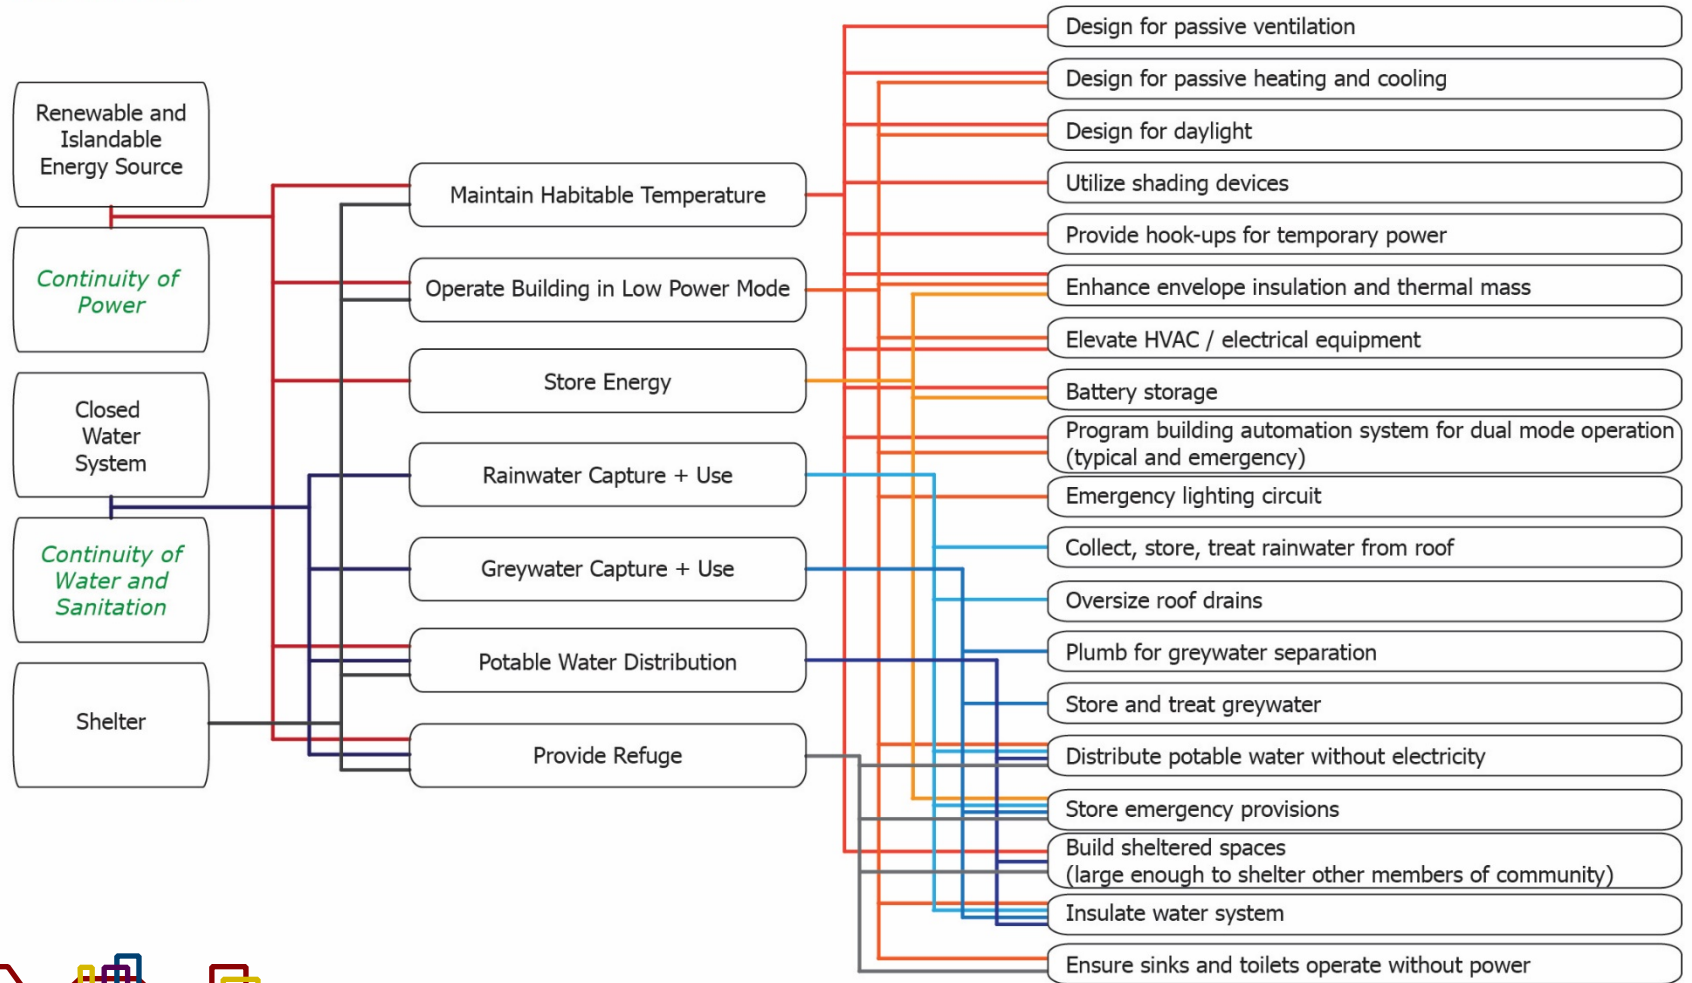 Renewable and
Islandable
Energy Source
Continuity of
Power
Closed
Water
System
Continuity of
Water and
Sanitation
Shelter
Maintain Habitable Temperature
Operate Building in Low Power Mode
Store Energy
Rainwater Capture + Use
Greywater Capture + Use
Potable Water Distribution
Provide Refuge
Design for passive ventilation
Design for passive heating and cooling
Design for daylight
Utilize shading devices
Provide hook-ups for temporary power
Enhance envelope insulation and thermal mass
Elevate HVAC / electrical equipment
Battery storage
Program building automation system for dual mode operation
(typical and emergency)
Emergency lighting circuit
Collect, store, treat rainwater from roof
Oversize roof drains
Plumb for greywater separation
Store and treat greywater
Distribute potable water without electricity
Store emergency provisions
Build sheltered spaces
(large enough to shelter other members of community)
Insulate water system
Ensure sinks and toilets operate without power